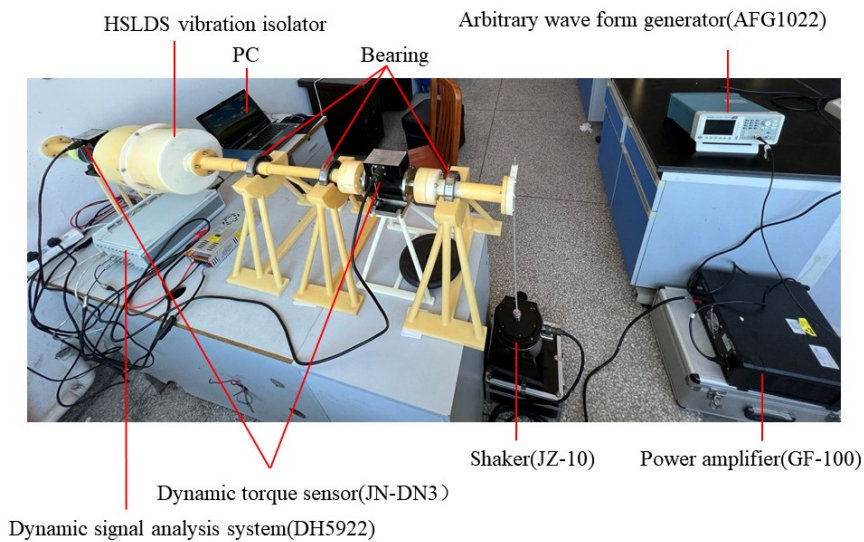 HSLDS vibration isolator
Arbitrary wave form generator(AFG1022)
PC
Bearing
Shaker(JZ-10)
Power amplifier(GF-100)
Dynamic torque sensor(JN-DN3）
Dynamic signal analysis system(DH5922)